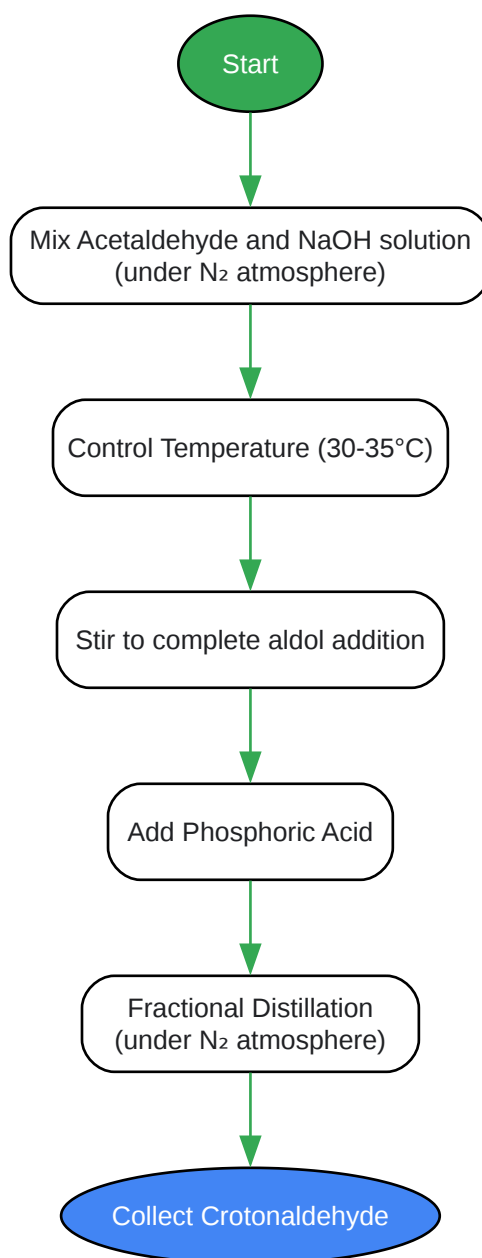 Start
Mix Acetaldehyde and NaOH solution
(under N₂ atmosphere)
Control Temperature (30-35°C)
Stir to complete aldol addition
Add Phosphoric Acid
Fractional Distillation
(under N₂ atmosphere)
Collect Crotonaldehyde